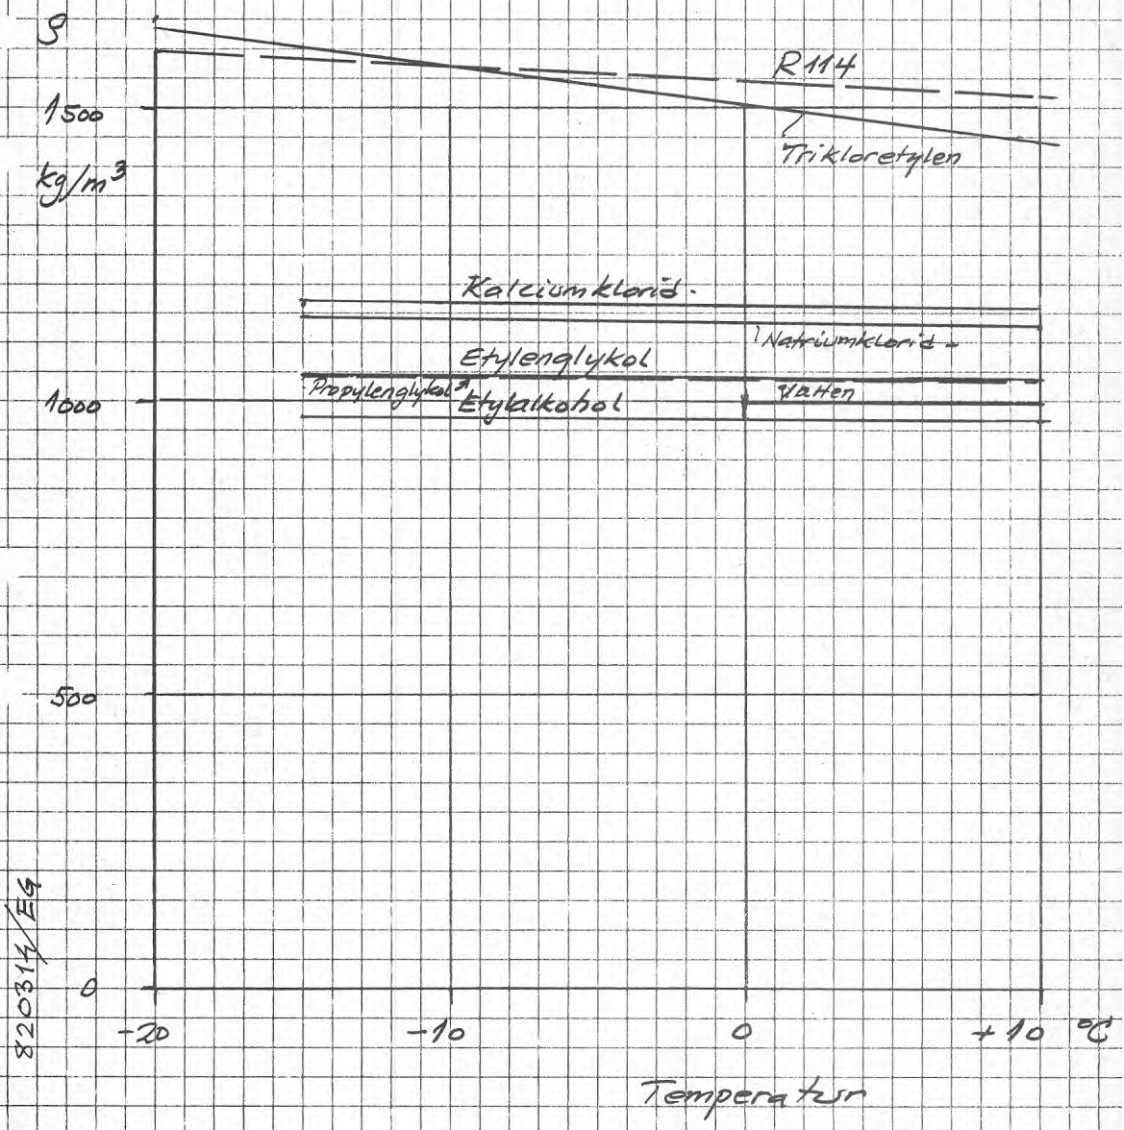 ρ
R114
1500
Trikloretylen
kg/m³
Kalciumklorid-
Natriumklorid-
Etylenglykol
Propylenglykol
Vatten
1000
Etylalkohol
500
0
-20 -10 0 +10 °C
Temperatur
820314/EG